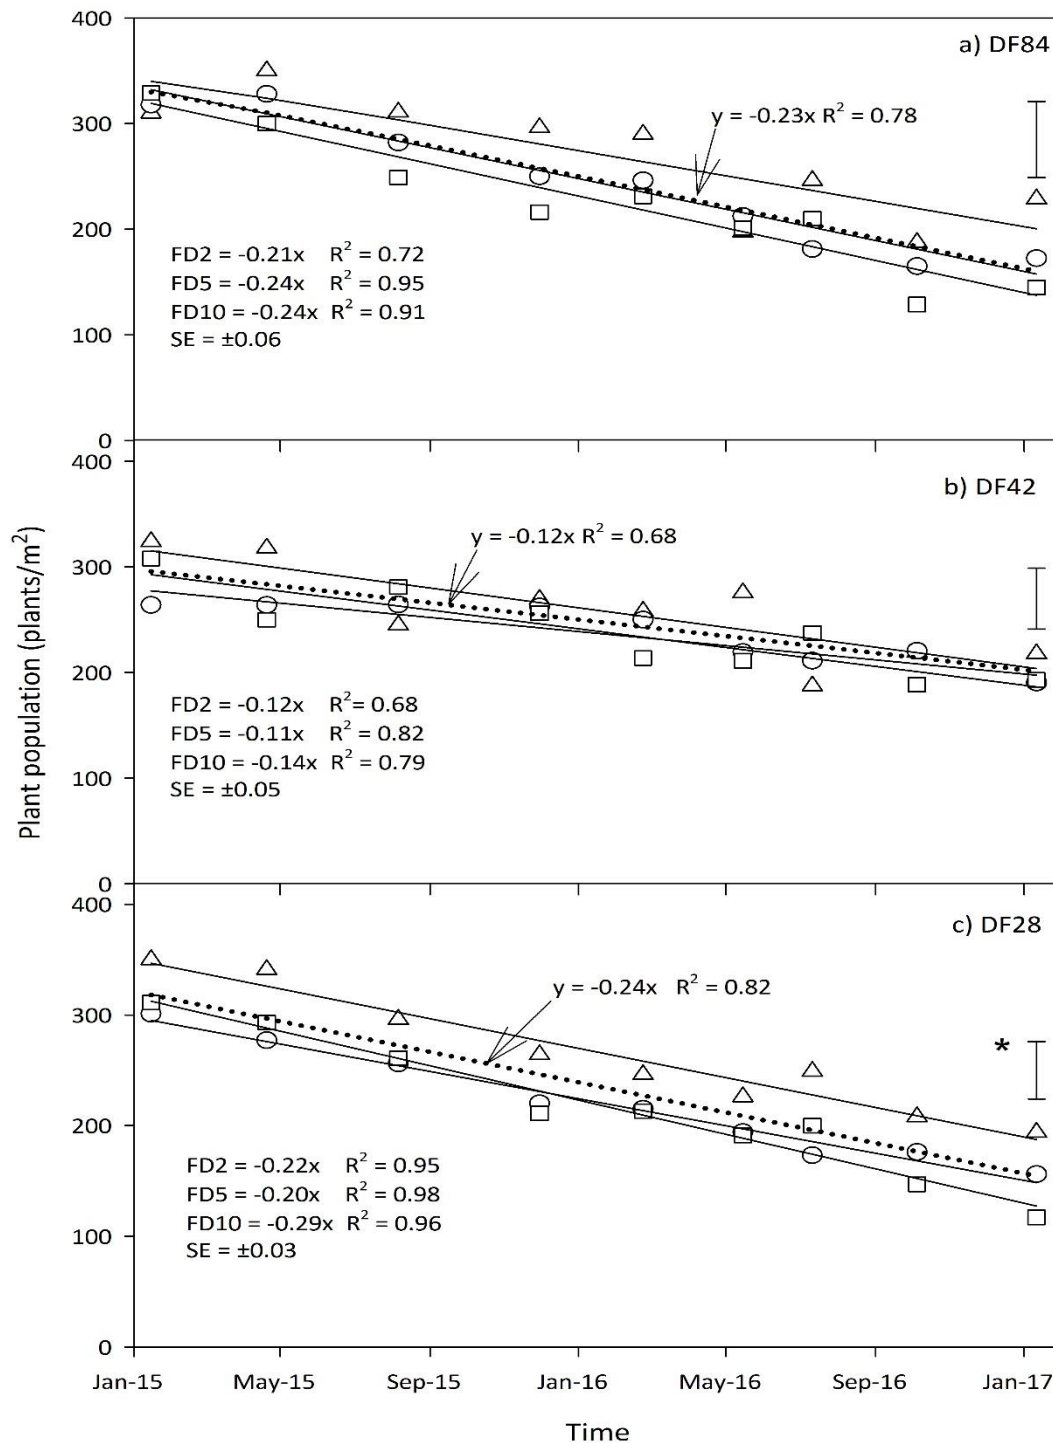 Plant population (plants/m²)
400
300
200
100
0
a) DF84
y = -0.23x R² = 0.78
FD2 = -0.21x R² = 0.72
FD5 = -0.24x R² = 0.95
FD10 = -0.24x R² = 0.91
SE = ±0.06
400
300
200
100
0
b) DF42
y = -0.12x R² = 0.68
FD2 = -0.12x R²= 0.68
FD5 = -0.11x R² = 0.82
FD10 = -0.14x R² = 0.79
SE = ±0.05
400
300
200
100
0
c) DF28
y = -0.24x R² = 0.82
*
FD2 = -0.22x R² = 0.95
FD5 = -0.20x R² = 0.98
FD10 = -0.29x R² = 0.96
SE = ±0.03
Jan-15 May-15 Sep-15 Jan-16 May-16 Sep-16 Jan-17
Time